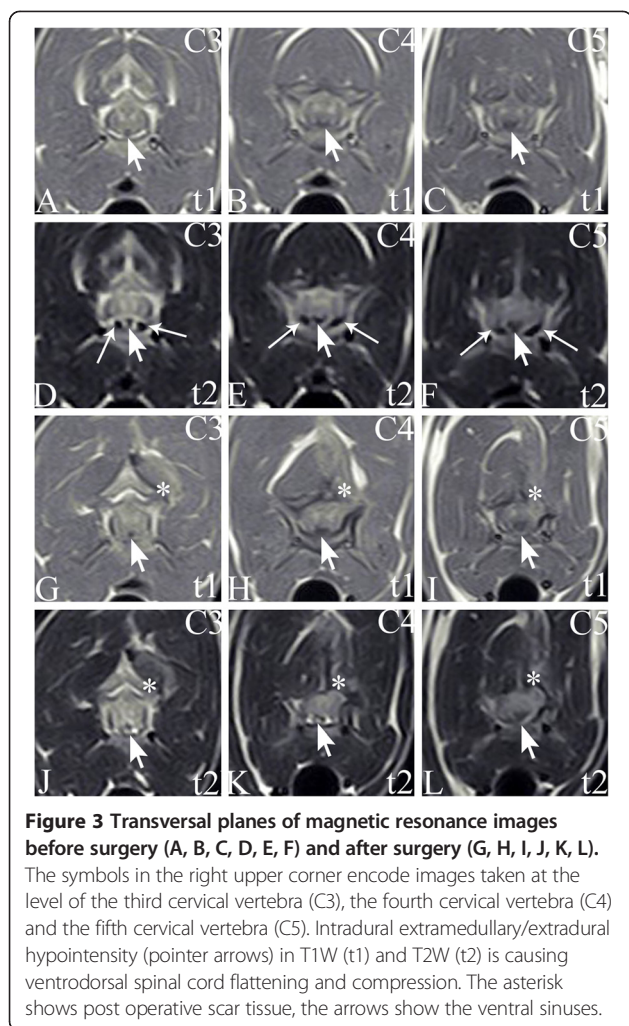 C3 C4 C5
A t1 B t1 C t1
C3 C4 C5
D t2 E t2 F t2
C3 C4 C5
* * *
G t1 H t1 I t1
C3 C4 C5
* * *
J t2 K t2 L t2
Figure 3 Transversal planes of magnetic resonance images
before surgery (A, B, C, D, E, F) and after surgery (G, H, I, J, K, L).
The symbols in the right upper corner encode images taken at the
level of the third cervical vertebra (C3), the fourth cervical vertebra (C4)
and the fifth cervical vertebra (C5). Intradural extramedullary/extradural
hypointensity (pointer arrows) in T1W (t1) and T2W (t2) is causing
ventrodorsal spinal cord flattening and compression. The asterisk
shows post operative scar tissue, the arrows show the ventral sinuses.